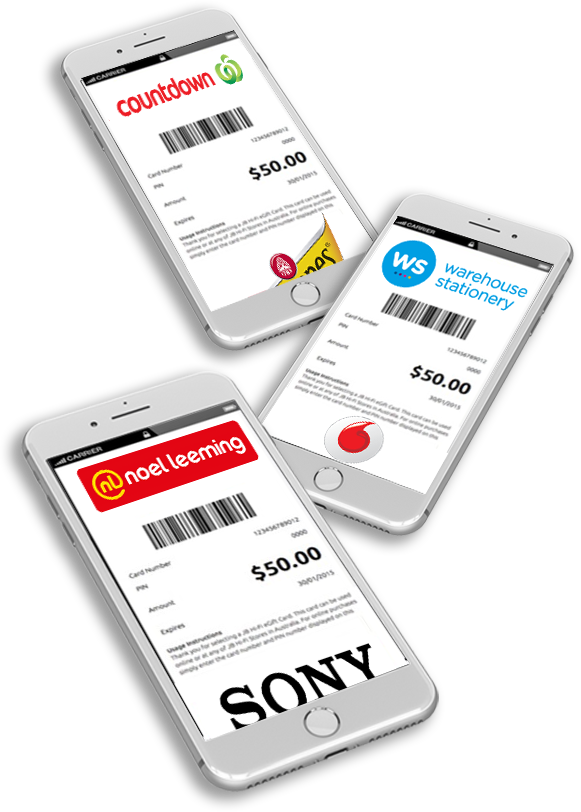 CARRIER
countdown
Card Number
123456789012
PIN
0000
Amount
$50.00
Expires
30/01/2015
Usage Instructions
Thank you for selecting a JB Hi-Fi eGift Card. This card can be used
online or at any of JB Hi-Fi Stores in Australia. For online purchases
simply enter the card number and PIN number displayed on this
nes
CARRIER
ws
warehouse
stationery
Card Number
123456789012
PIN
0000
Amount
$50.00
Expires
30/01/2015
Usage Instructions
Thank you for selecting a JB Hi-Fi eGift Card. This card can be used
online or at any of JB Hi-Fi Stores in Australia. For online purchases
simply enter the card number and PIN number displayed on this
CARRIER
nl noel leeming
Card Number
123456789012
PIN
0000
Amount
$50.00
Expires
30/01/2015
Usage Instructions
Thank you for selecting a JB Hi-Fi eGift Card. This card can be used
online or at any of JB Hi-Fi Stores in Australia. For online purchases
simply enter the card number and PIN number displayed on this
SONY